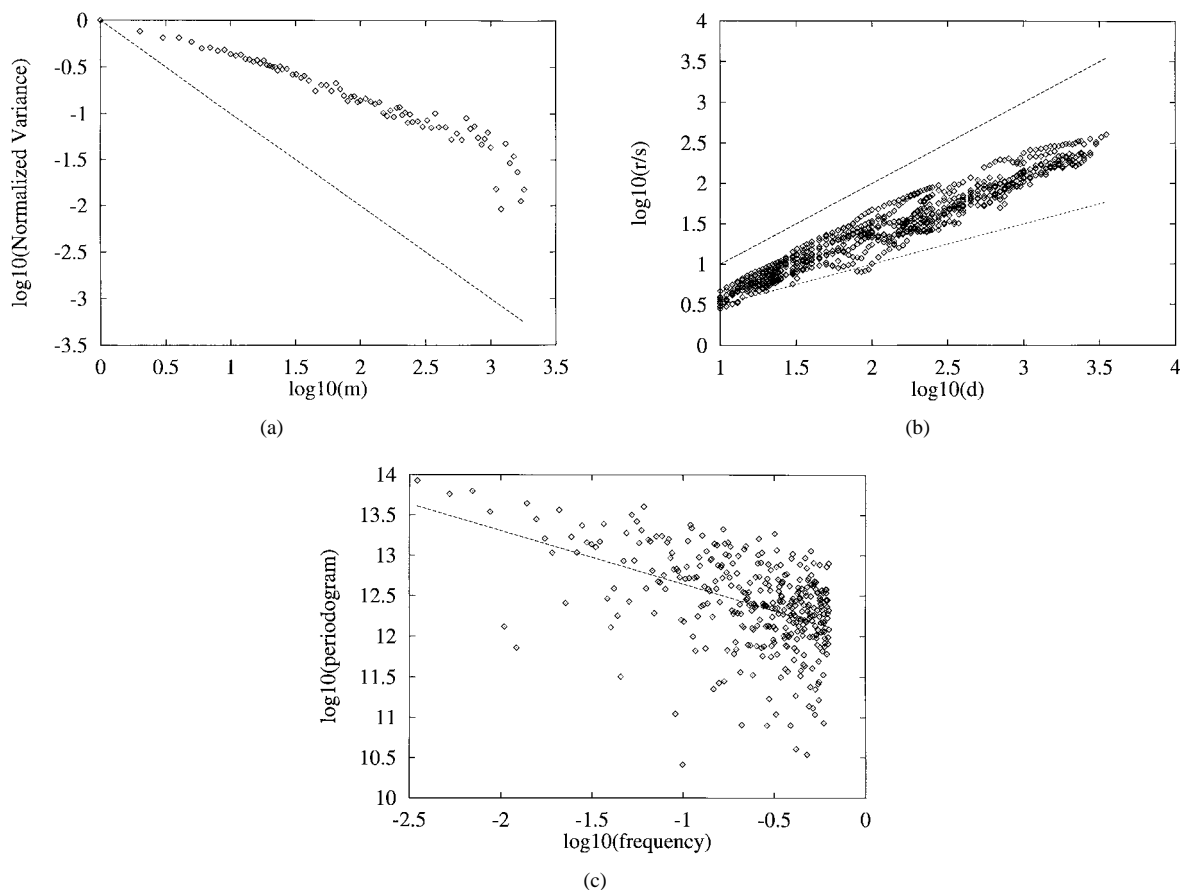 0
-0.5
-1
-1.5
-2
-2.5
-3
-3.5
log10(Normalized Variance)
0 0.5 1 1.5 2 2.5 3 3.5
log10(m)
(a)
4
3.5
3
2.5
2
1.5
1
0.5
0
log10(r/s)
1 1.5 2 2.5 3 3.5 4
log10(d)
(b)
14
13.5
13
12.5
12
11.5
11
10.5
10
log10(periodogram)
-2.5 -2 -1.5 -1 -0.5 0
log10(frequency)
(c)